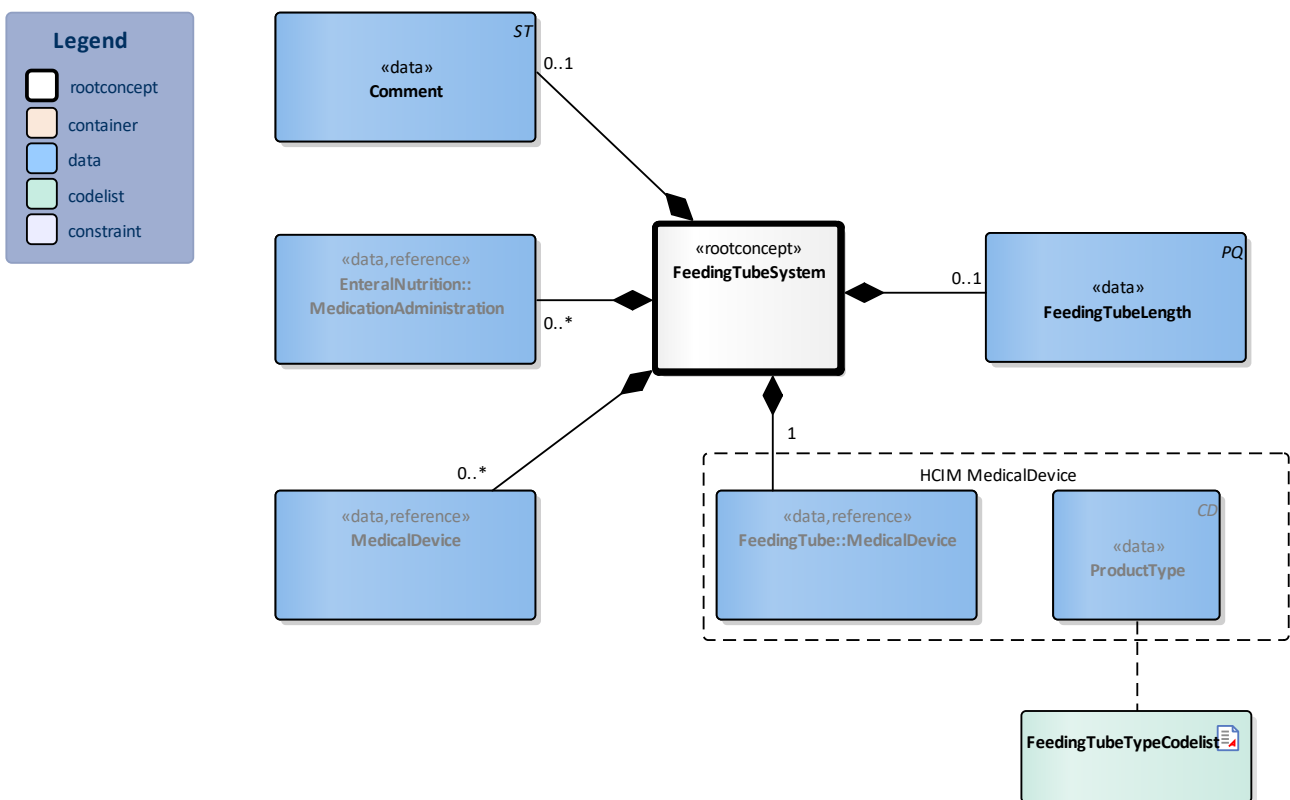 Legend
rootconcept
container
data
codelist
constraint
ST
«data»
Comment
0..1
«data,reference»
EnteralNutrition::
MedicationAdministration
0..*
«rootconcept»
FeedingTubeSystem
0..1
PQ
«data»
FeedingTubeLength
0..*
«data,reference»
MedicalDevice
1
HCIM MedicalDevice
«data,reference»
FeedingTube::MedicalDevice
CD
«data»
ProductType
FeedingTubeTypeCodelist